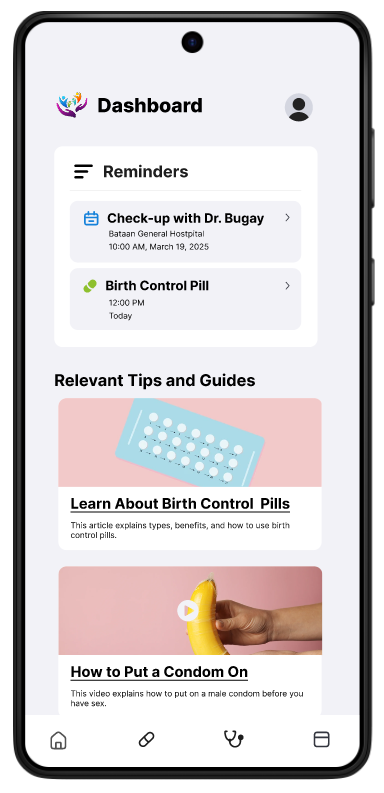 Dashboard
Reminders
Check-up with Dr. Bugay
Bataan General Hostpital
10:00 AM, March 19, 2025
Birth Control Pill
12:00 PM
Today
Relevant Tips and Guides
Learn About Birth Control  Pills
This article explains types, benefits, and how to use birth
control pills.
How to Put a Condom On
This video explains how to put on a male condom before you
have sex.